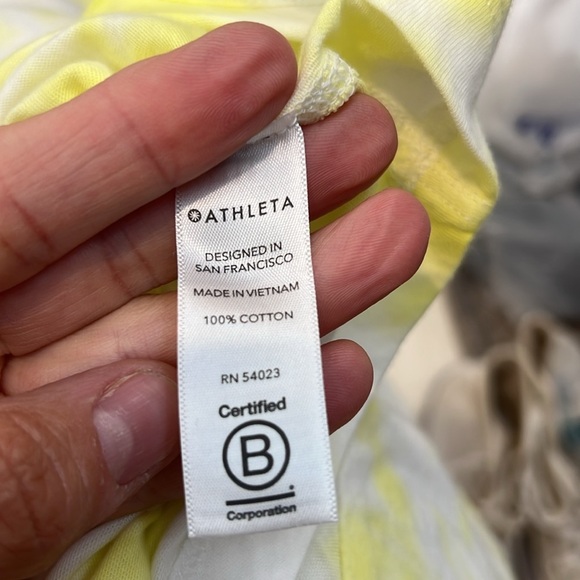 ATHLETA
DESIGNED IN
SAN FRANCISCO
MADE IN VIETNAM
100% COTTON
RN 54023
Certified
B
Corporation